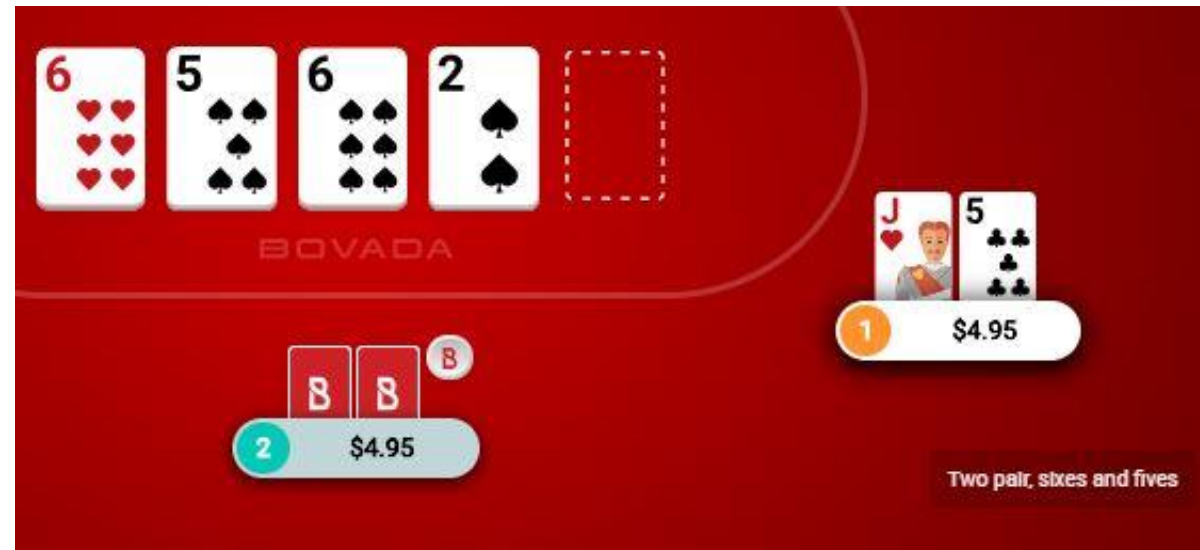 6 5 6 2
BOVADA
J 5
1 $4.95
B B B
2 $4.95
Two pair, sixes and fives